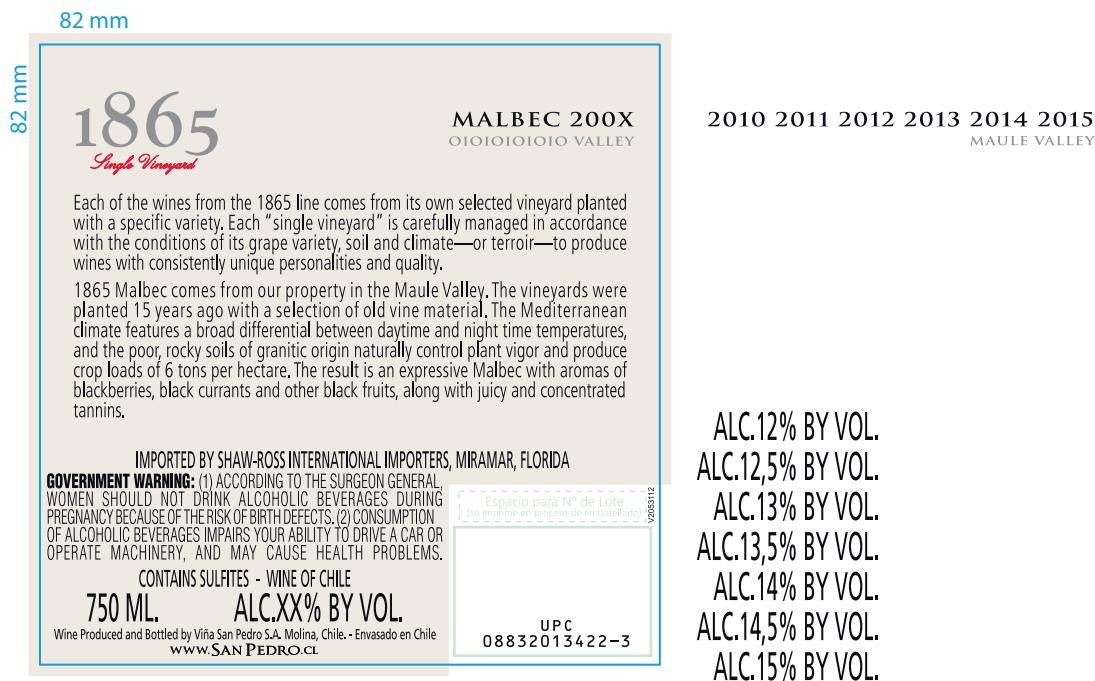 82 mm
82 mm
1865
Single Vineyard
MALBEC 200X
OIOIOIOIOIO VALLEY
2010 2011 2012 2013 2014 2015
MAULE VALLEY
Each of the wines from the 1865 line comes from its own selected vineyard planted
with a specific variety. Each “single vineyard” is carefully managed in accordance
with the conditions of its grape variety, soil and climate—or terroir—to produce
wines with consistently unique personalities and quality.
1865 Malbec comes from our property in the Maule Valley. The vineyards were
planted 15 years ago with a selection of old vine material. The Mediterranean
climate features a broad differential between daytime and night time temperatures,
and the poor, rocky soils of granitic origin naturally control plant vigor and produce
crop loads of 6 tons per hectare. The result is an expressive Malbec with aromas of
blackberries, black currants and other black fruits, along with juicy and concentrated
tannins.
IMPORTED BY SHAW-ROSS INTERNATIONAL IMPORTERS, MIRAMAR, FLORIDA
GOVERNMENT WARNING: (1) ACCORDING TO THE SURGEON GENERAL,
WOMEN SHOULD NOT DRINK ALCOHOLIC BEVERAGES DURING
PREGNANCY BECAUSE OF THE RISK OF BIRTH DEFECTS. (2) CONSUMPTION
OF ALCOHOLIC BEVERAGES IMPAIRS YOUR ABILITY TO DRIVE A CAR OR
OPERATE MACHINERY, AND MAY CAUSE HEALTH PROBLEMS.
CONTAINS SULFITES - WINE OF CHILE
750 ML. ALC.XX% BY VOL.
Wine Produced and Bottled by Viña San Pedro S.A. Molina, Chile. - Envasado en Chile
WWW.SAN PEDRO.CL
Espacio para Nº de Lote
(se imprime en proceso de embotellado)
V2053112
UPC
08832013422-3
ALC.12% BY VOL.
ALC.12,5% BY VOL.
ALC.13% BY VOL.
ALC.13,5% BY VOL.
ALC.14% BY VOL.
ALC.14,5% BY VOL.
ALC.15% BY VOL.